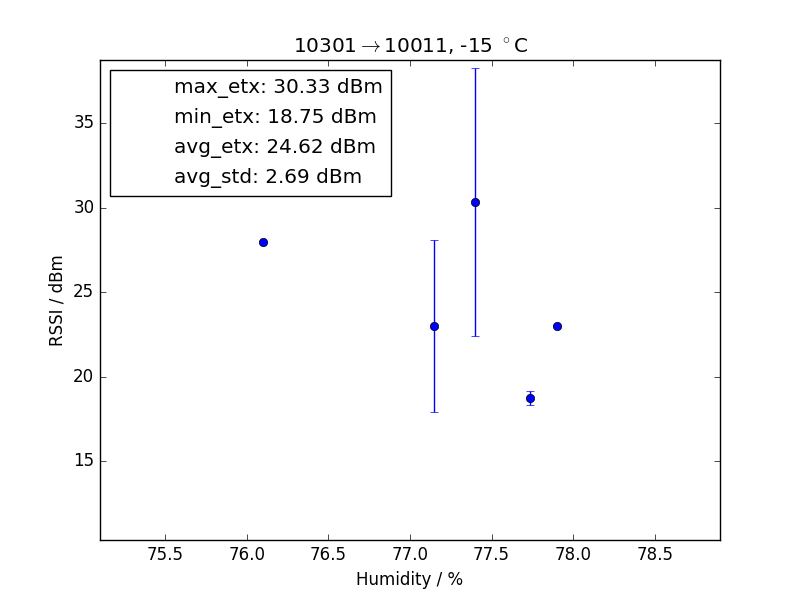 10301→10011, -15 °C
max_etx: 30.33 dBm
min_etx: 18.75 dBm
avg_etx: 24.62 dBm
avg_std: 2.69 dBm
35
30
25
20
15
RSSI / dBm
75.5 76.0 76.5 77.0 77.5 78.0 78.5
Humidity / %